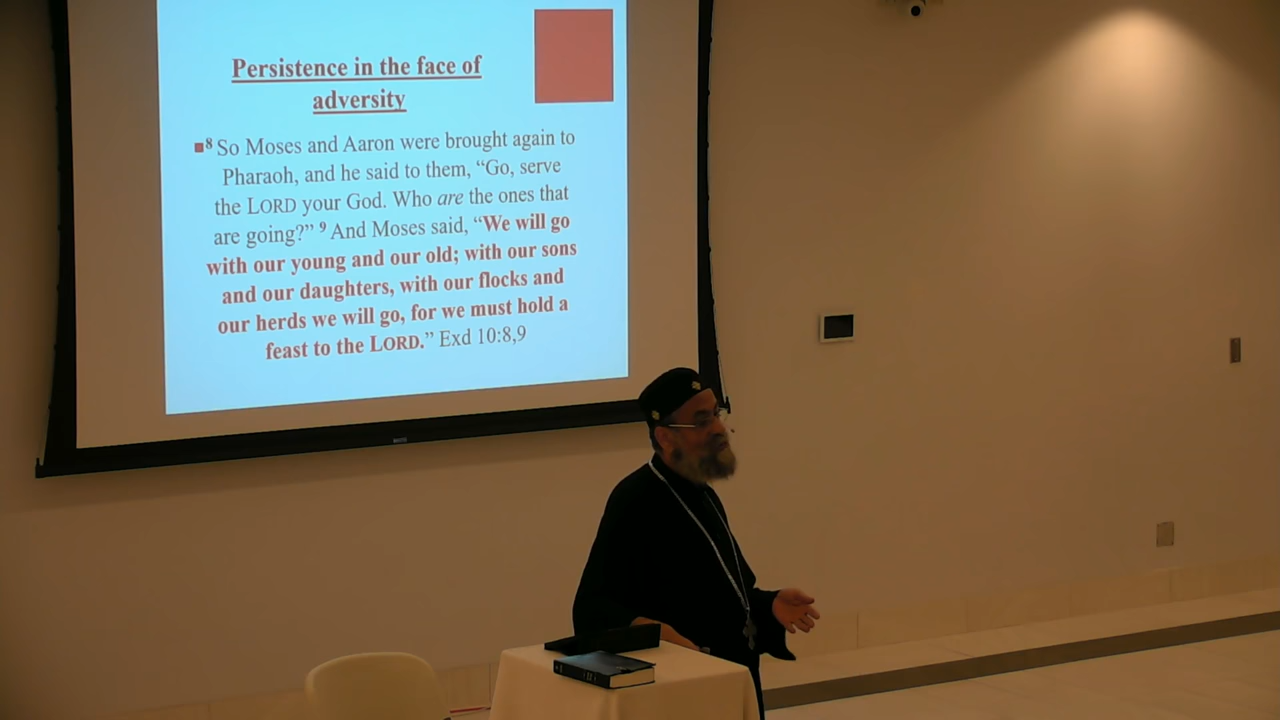 Persistence in the face of
adversity
⁸ So Moses and Aaron were brought again to
Pharaoh, and he said to them, “Go, serve
the LORD your God. Who are the ones that
are going?” ⁹ And Moses said, “We will go
with our young and our old; with our sons
and our daughters, with our flocks and
our herds we will go, for we must hold a
feast to the LORD.” Exd 10:8,9